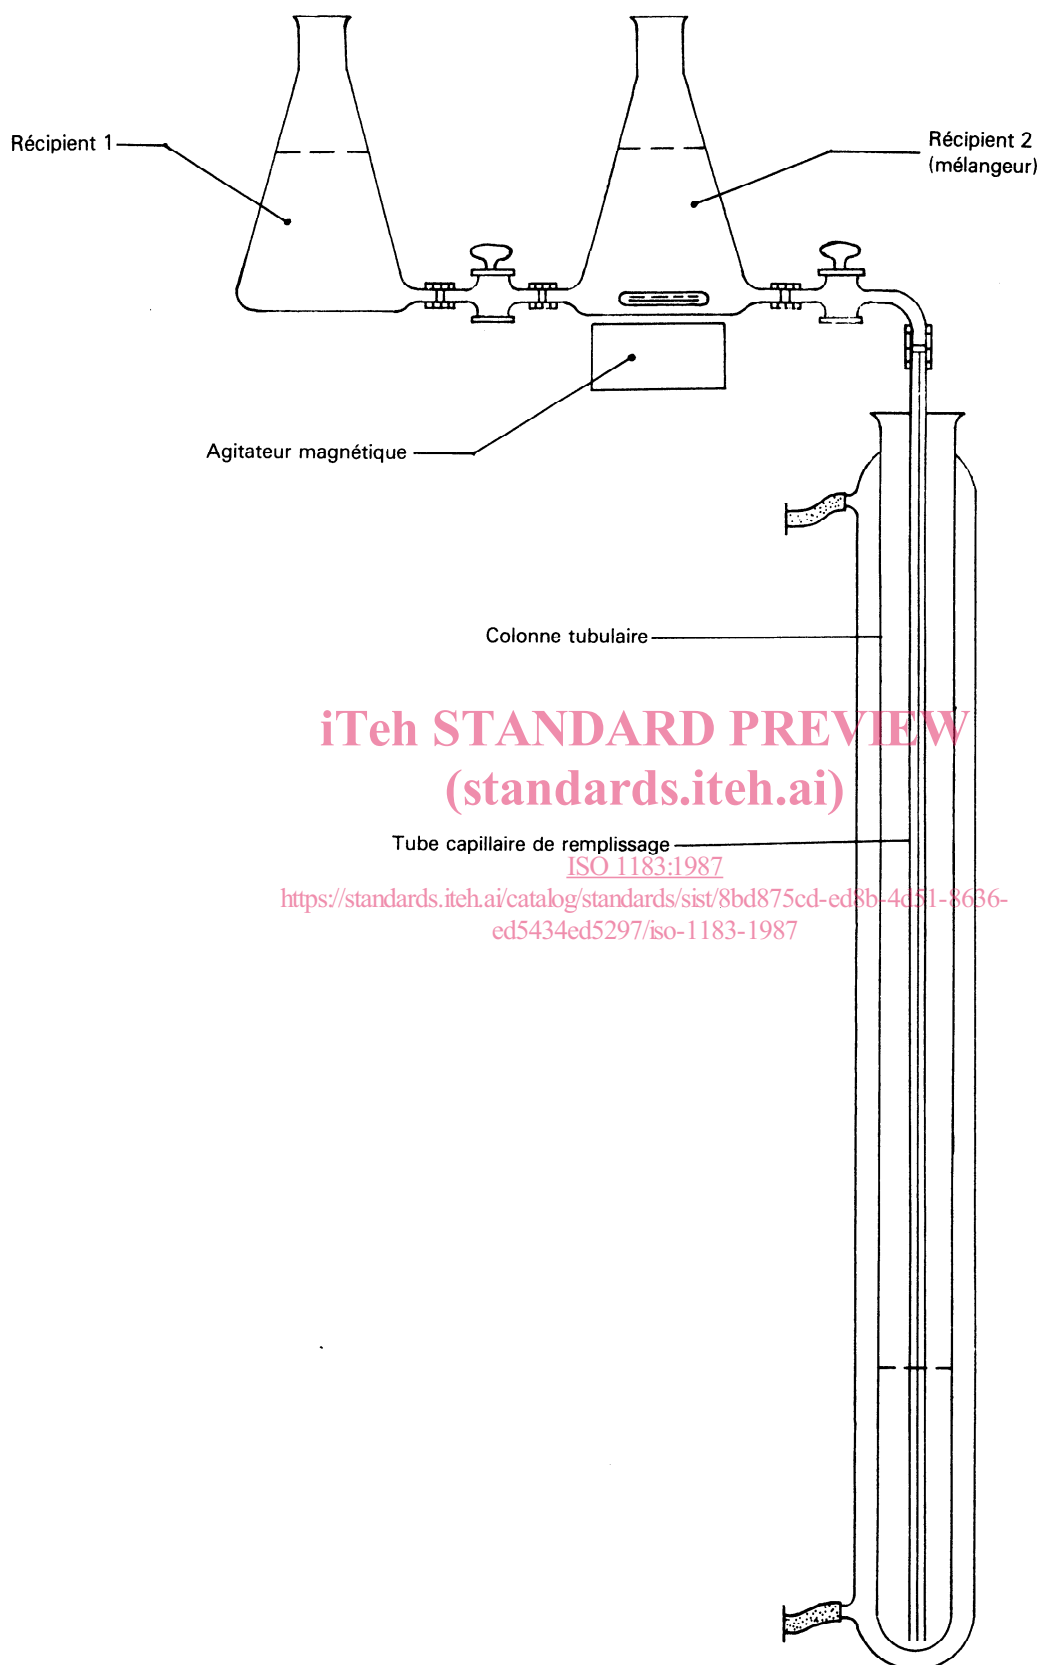 Récipient 1
Récipient 2
(mélangeur)
Agitateur magnétique
Colonne tubulaire
iTeh STANDARD PREVIEW
(standards.iteh.ai)
Tube capillaire de remplissage
ISO 1183:1987
https://standards.iteh.ai/catalog/standards/sist/8bd875cd-ed8b-4d51-8636-
ed5434ed5297/iso-1183-1987